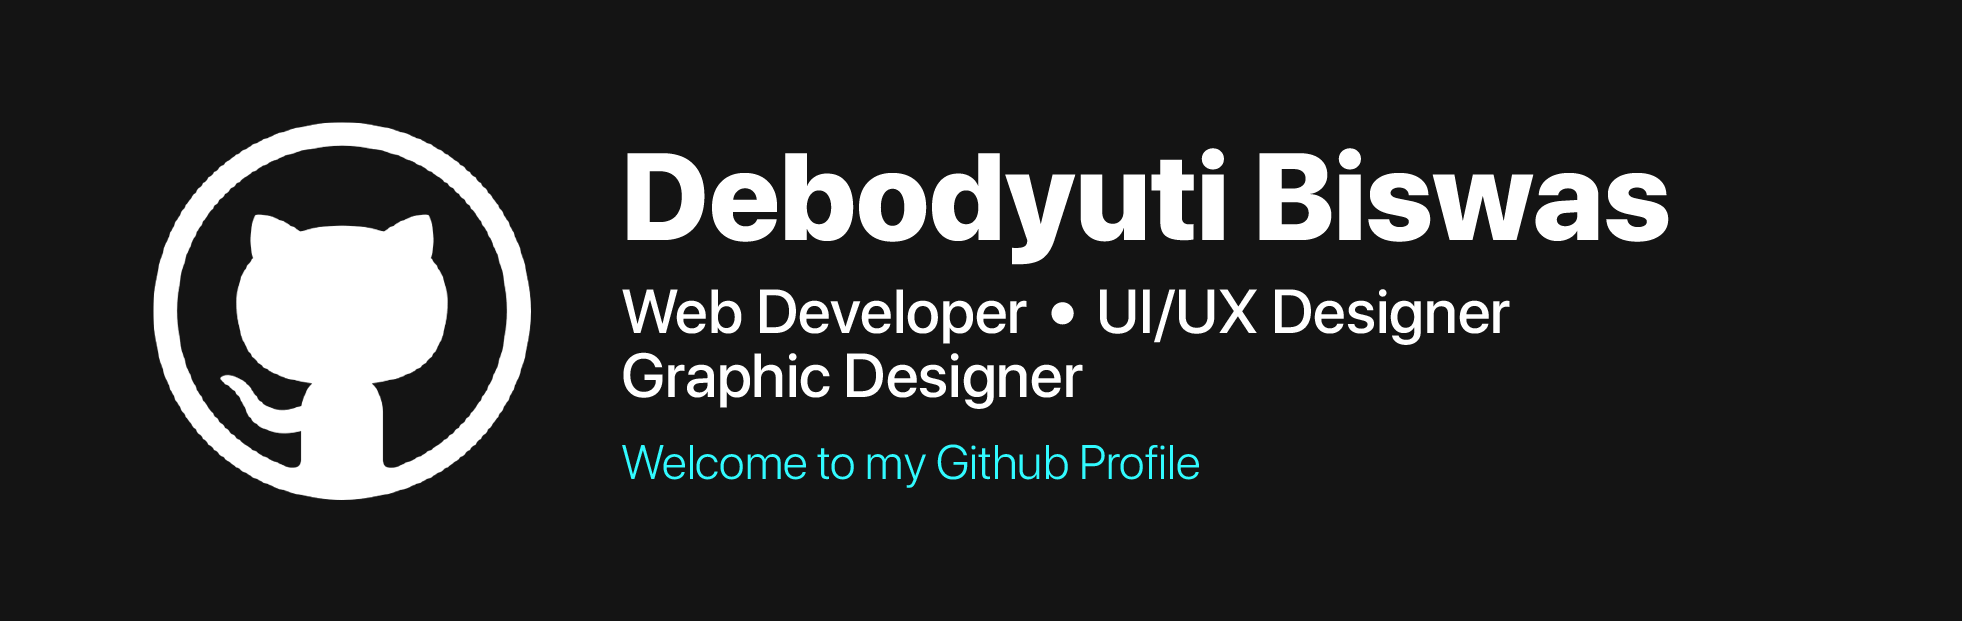 Debodyuti Biswas
Web Developer • UI/UX Designer
Graphic Designer
Welcome to my Github Profile